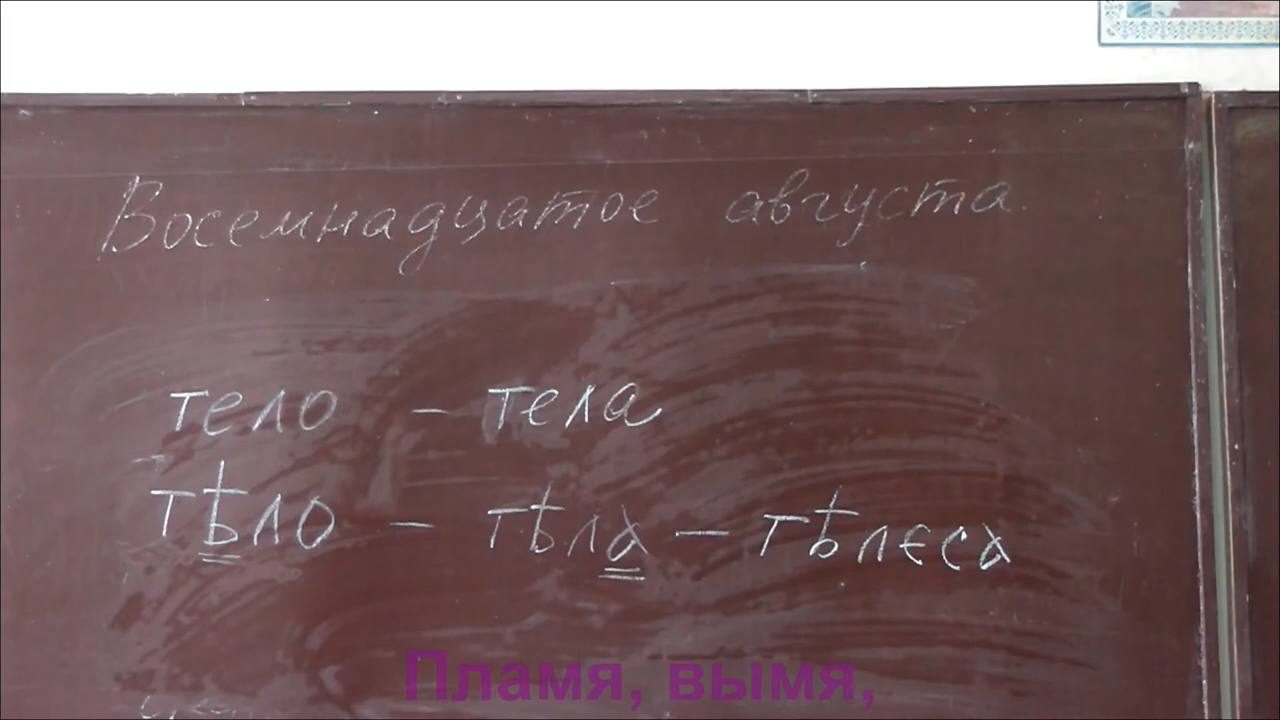 Восемнадцатое августа.
тело – тела
тѣло – тѣла – тѣлеса
Пламя, вымя,